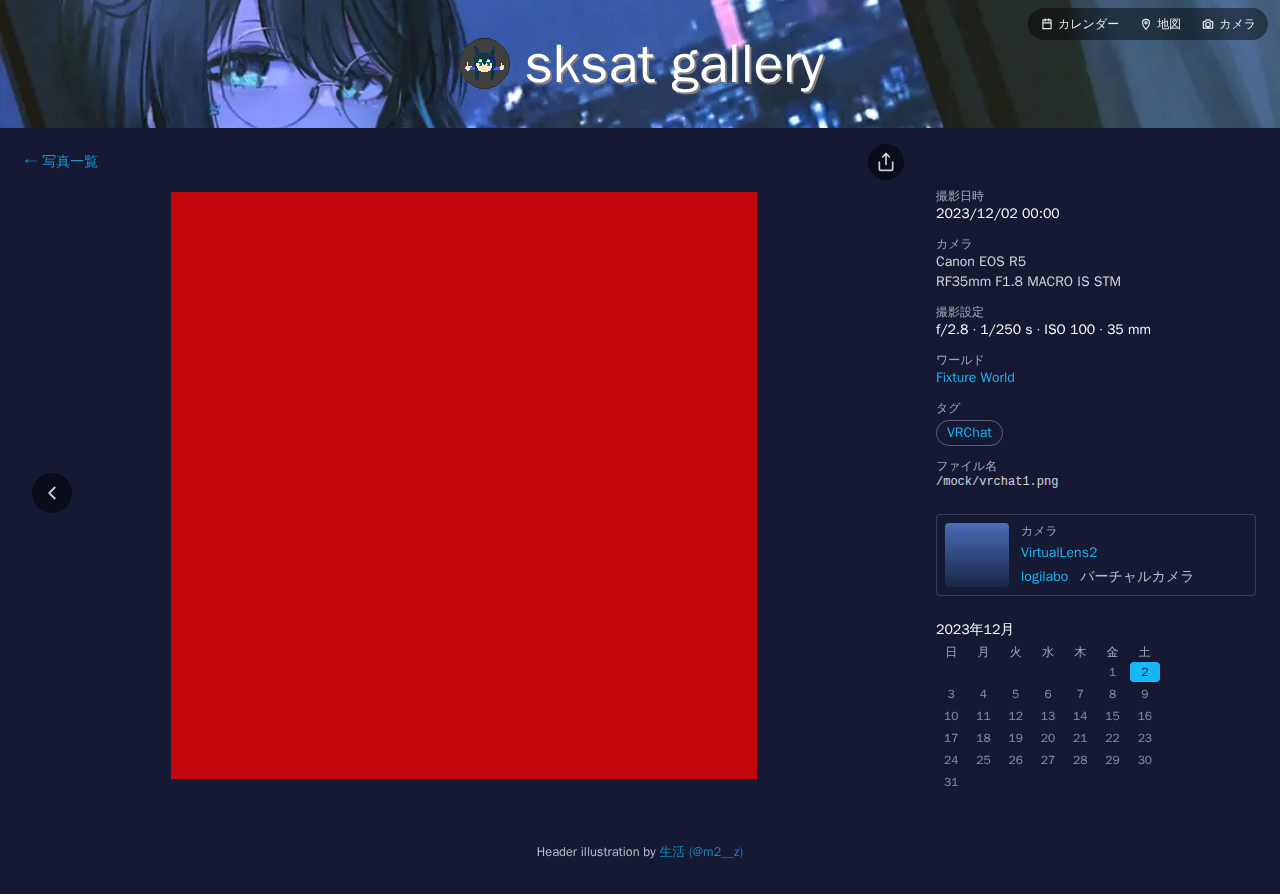 カレンダー 地図 カメラ
sksat gallery
← 写真一覧
撮影日時
2023/12/02 00:00
カメラ
Canon EOS R5
RF35mm F1.8 MACRO IS STM
撮影設定
f/2.8 · 1/250 s · ISO 100 · 35 mm
ワールド
Fixture World
タグ
VRChat
ファイル名
/mock/vrchat1.png
カメラ
VirtualLens2
logilabo バーチャルカメラ
2023年12月
日 月 火 水 木 金 土
1 2
3 4 5 6 7 8 9
10 11 12 13 14 15 16
17 18 19 20 21 22 23
24 25 26 27 28 29 30
31
Header illustration by 生活 (@m2__z)